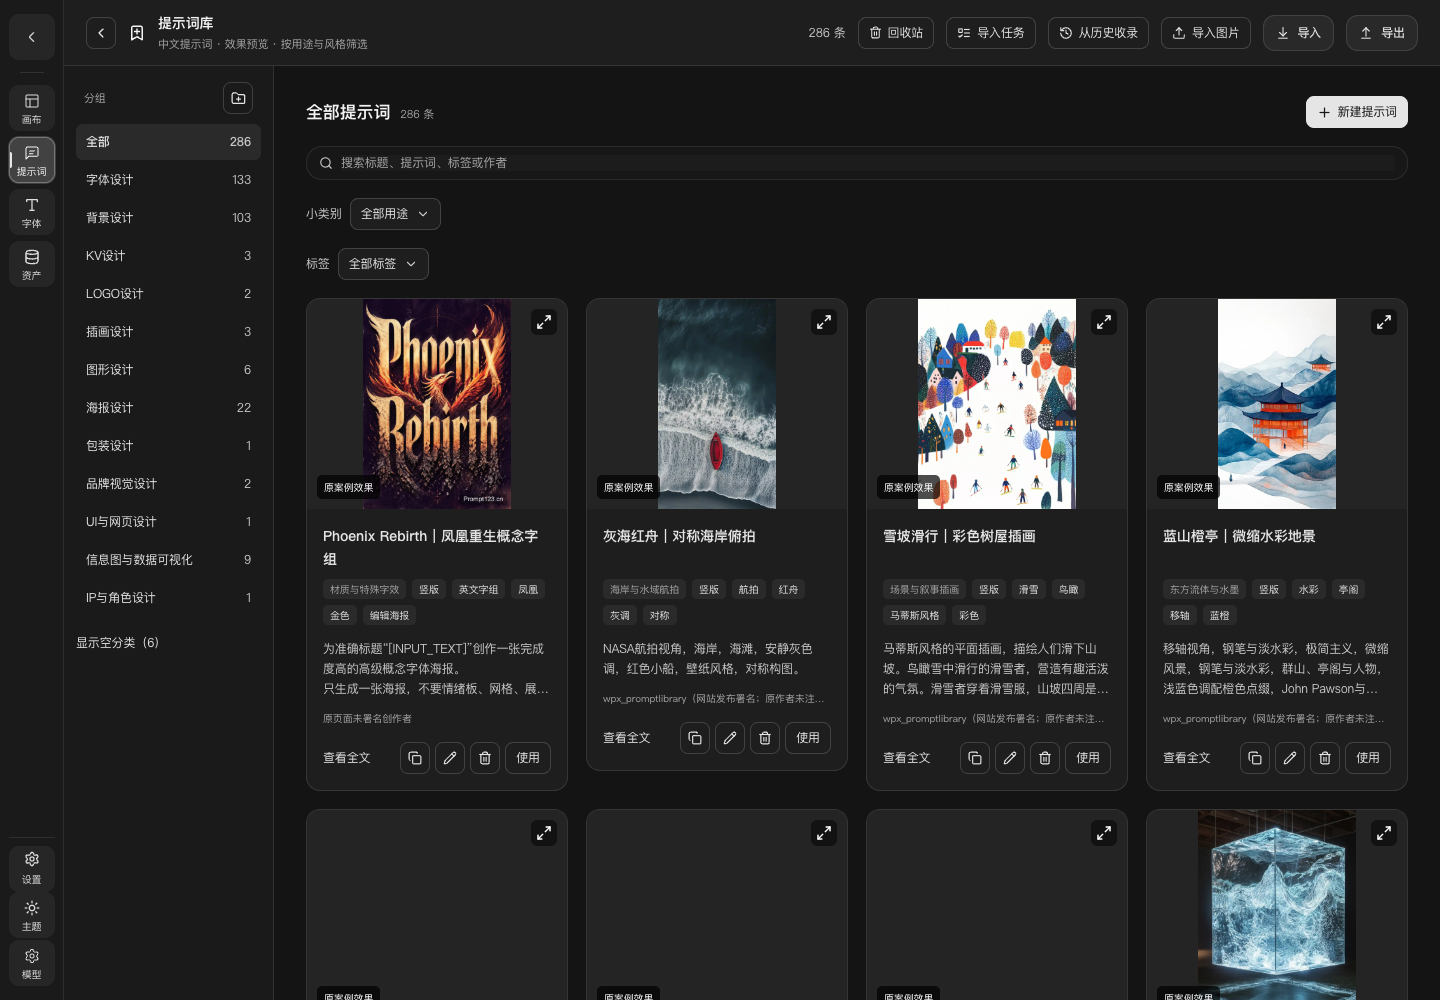 提示词库
中文提示词 · 效果预览 · 按用途与风格筛选
286 条
回收站
导入任务
从历史收录
导入图片
导入
导出
画布
提示词
字体
资产
设置
主题
模型
分组
全部 286
字体设计 133
背景设计 103
KV设计 3
LOGO设计 2
插画设计 3
图形设计 6
海报设计 22
包装设计 1
品牌视觉设计 2
UI与网页设计 1
信息图与数据可视化 9
IP与角色设计 1
显示空分类（6）
全部提示词 286 条
新建提示词
搜索标题、提示词、标签或作者
小类别 全部用途
标签 全部标签
Phoenix
Rebirth
Prompt123.cn
原案例效果
Phoenix Rebirth｜凤凰重生概念字
组
材质与特殊字效 竖版 英文字组 凤凰
金色 编辑海报
为准确标题“[INPUT_TEXT]”创作一张完成
度高的高级概念字体海报。
只生成一张海报，不要情绪板、网格、展...
原页面未署名创作者
查看全文 使用
原案例效果
灰海红舟｜对称海岸俯拍
海岸与水域航拍 竖版 航拍 红舟
灰调 对称
NASA航拍视角，海岸，海滩，安静灰色
调，红色小船，壁纸风格，对称构图。
wpx_promptlibrary（网站发布署名；原作者未注...
查看全文 使用
原案例效果
雪坡滑行｜彩色树屋插画
场景与叙事插画 竖版 滑雪 鸟瞰
马蒂斯风格 彩色
马蒂斯风格的平面插画，描绘人们滑下山
坡。鸟瞰雪中滑行的滑雪者，营造有趣活泼
的气氛。滑雪者穿着滑雪服，山坡四周是...
wpx_promptlibrary（网站发布署名；原作者未注...
查看全文 使用
原案例效果
蓝山橙亭｜微缩水彩地景
东方流体与水墨 竖版 水彩 亭阁
移轴 蓝橙
移轴视角，钢笔与淡水彩，极简主义，微缩
风景，钢笔与淡水彩，群山、亭阁与人物，
浅蓝色调配橙色点缀，John Pawson与...
wpx_promptlibrary（网站发布署名；原作者未注...
查看全文 使用
原案例效果
原案例效果
原案例效果
原案例效果